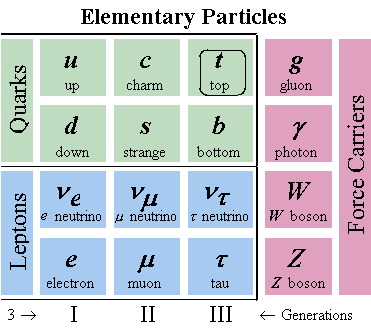 Elementary Particles
Quarks
u c t g
up charm top gluon
d s b γ
down strange bottom photon
Leptons
νe νμ ντ W
e neutrino μ neutrino τ neutrino W boson
e μ τ Z
electron muon tau Z boson
Force Carriers
3 → I II III ← Generations